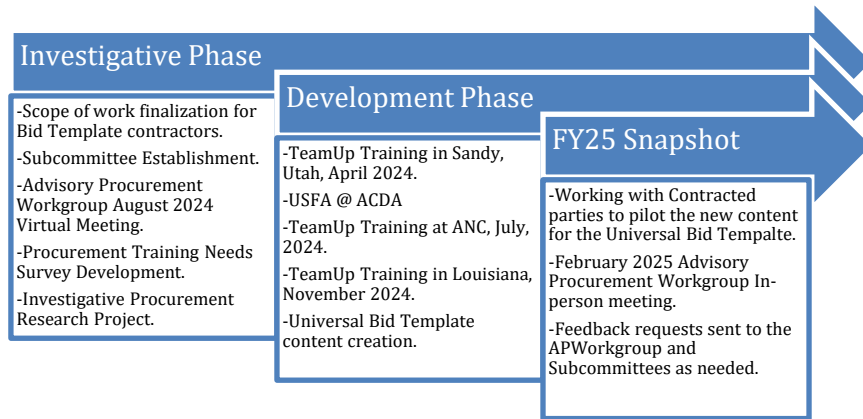 Investigative Phase
-Scope of work finalization for
Bid Template contractors.
-Subcommittee Establishment.
-Advisory Procurement
Workgroup August 2024
Virtual Meeting.
-Procurement Training Needs
Survey Development.
-Investigative Procurement
Research Project.
Development Phase
-TeamUp Training in Sandy,
Utah, April 2024.
-USFA @ ACDA
-TeamUp Training at ANC, July,
2024.
-TeamUp Training in Louisiana,
November 2024.
-Universal Bid Template
content creation.
FY25 Snapshot
-Working with Contracted
parties to pilot the new content
for the Universal Bid Tempalte.
-February 2025 Advisory
Procurement Workgroup In-
person meeting.
-Feedback requests sent to the
APWorkgroup and
Subcommittees as needed.